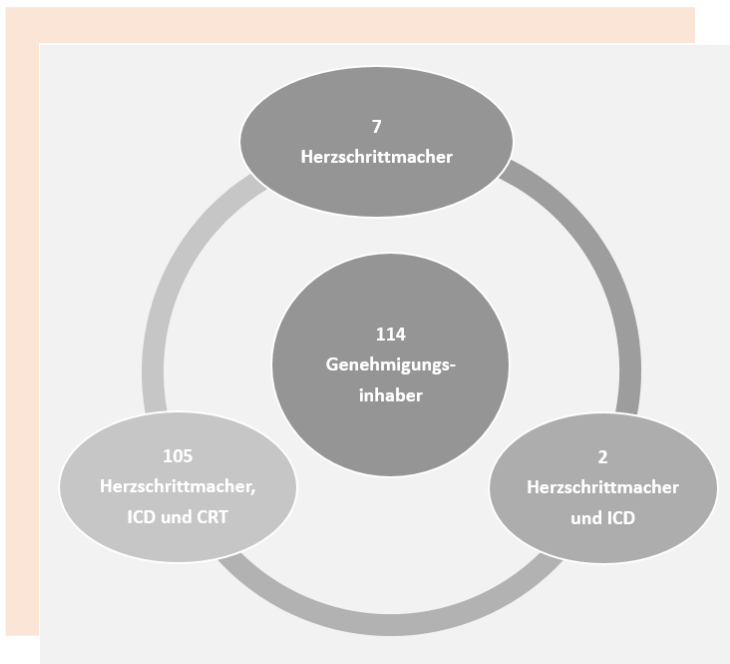 7
Herzschrittmacher
114
Genehmigungs-
inhaber
105
Herzschrittmacher,
ICD und CRT
2
Herzschrittmacher
und ICD